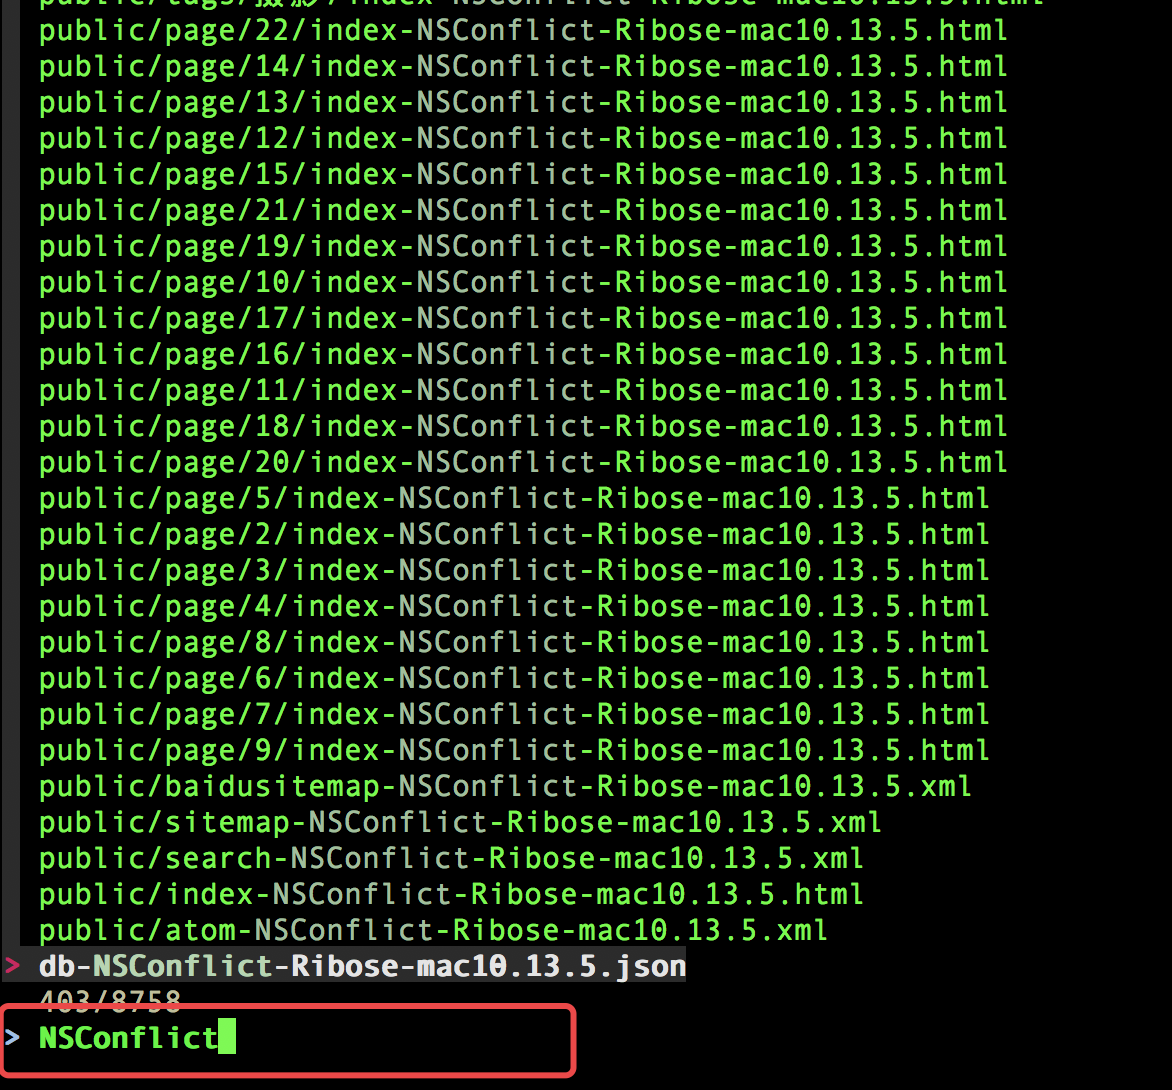 public/tags/摄影/index-NSConflict-Ribose-mac10.13.5.html
public/page/22/index-NSConflict-Ribose-mac10.13.5.html
public/page/14/index-NSConflict-Ribose-mac10.13.5.html
public/page/13/index-NSConflict-Ribose-mac10.13.5.html
public/page/12/index-NSConflict-Ribose-mac10.13.5.html
public/page/15/index-NSConflict-Ribose-mac10.13.5.html
public/page/21/index-NSConflict-Ribose-mac10.13.5.html
public/page/19/index-NSConflict-Ribose-mac10.13.5.html
public/page/10/index-NSConflict-Ribose-mac10.13.5.html
public/page/17/index-NSConflict-Ribose-mac10.13.5.html
public/page/16/index-NSConflict-Ribose-mac10.13.5.html
public/page/11/index-NSConflict-Ribose-mac10.13.5.html
public/page/18/index-NSConflict-Ribose-mac10.13.5.html
public/page/20/index-NSConflict-Ribose-mac10.13.5.html
public/page/5/index-NSConflict-Ribose-mac10.13.5.html
public/page/2/index-NSConflict-Ribose-mac10.13.5.html
public/page/3/index-NSConflict-Ribose-mac10.13.5.html
public/page/4/index-NSConflict-Ribose-mac10.13.5.html
public/page/8/index-NSConflict-Ribose-mac10.13.5.html
public/page/6/index-NSConflict-Ribose-mac10.13.5.html
public/page/7/index-NSConflict-Ribose-mac10.13.5.html
public/page/9/index-NSConflict-Ribose-mac10.13.5.html
public/baidusitemap-NSConflict-Ribose-mac10.13.5.xml
public/sitemap-NSConflict-Ribose-mac10.13.5.xml
public/search-NSConflict-Ribose-mac10.13.5.xml
public/index-NSConflict-Ribose-mac10.13.5.html
public/atom-NSConflict-Ribose-mac10.13.5.xml
> db-NSConflict-Ribose-mac10.13.5.json
403/8758
> NSConflict